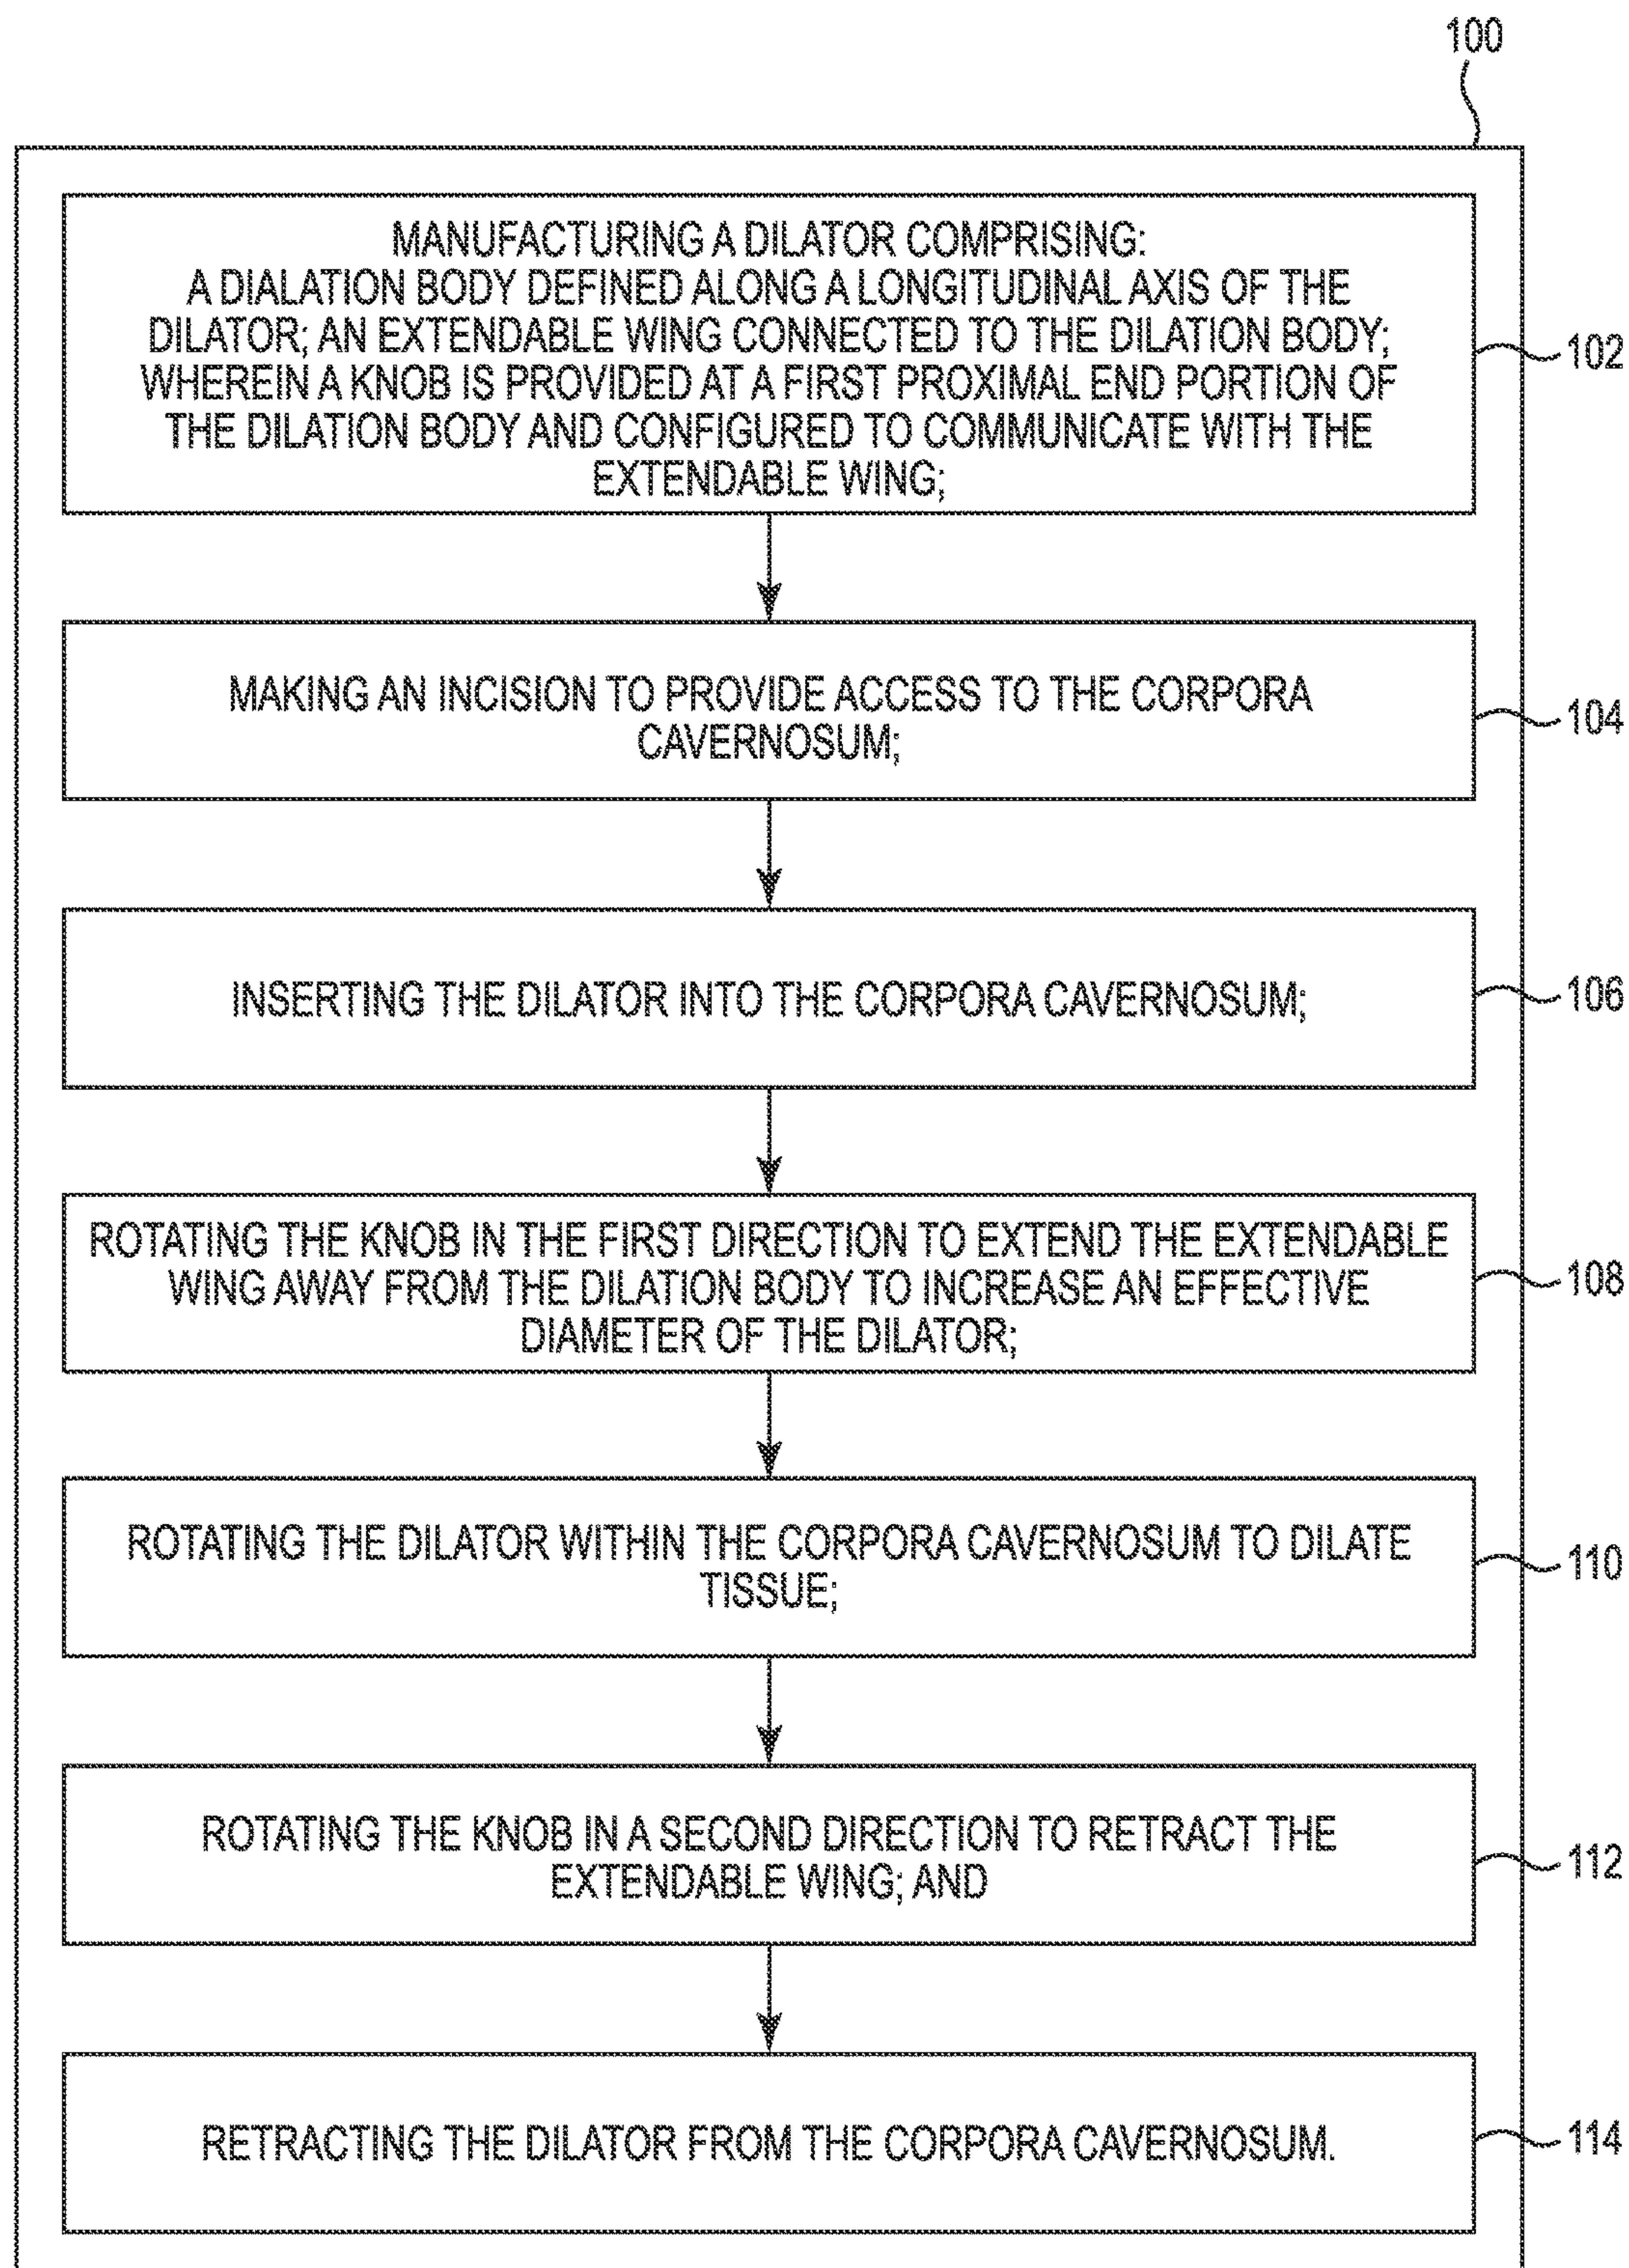 100
MANUFACTURING A DILATOR COMPRISING:
A DIALATION BODY DEFINED ALONG A LONGITUDINAL AXIS OF THE
DILATOR; AN EXTENDABLE WING CONNECTED TO THE DILATION BODY;
WHEREIN A KNOB IS PROVIDED AT A FIRST PROXIMAL END PORTION OF
THE DILATION BODY AND CONFIGURED TO COMMUNICATE WITH THE
EXTENDABLE WING;
102
MAKING AN INCISION TO PROVIDE ACCESS TO THE CORPORA
CAVERNOSUM;
104
INSERTING THE DILATOR INTO THE CORPORA CAVERNOSUM;
106
ROTATING THE KNOB IN THE FIRST DIRECTION TO EXTEND THE EXTENDABLE
WING AWAY FROM THE DILATION BODY TO INCREASE AN EFFECTIVE
DIAMETER OF THE DILATOR;
108
ROTATING THE DILATOR WITHIN THE CORPORA CAVERNOSUM TO DILATE
TISSUE;
110
ROTATING THE KNOB IN A SECOND DIRECTION TO RETRACT THE
EXTENDABLE WING; AND
112
RETRACTING THE DILATOR FROM THE CORPORA CAVERNOSUM.
114